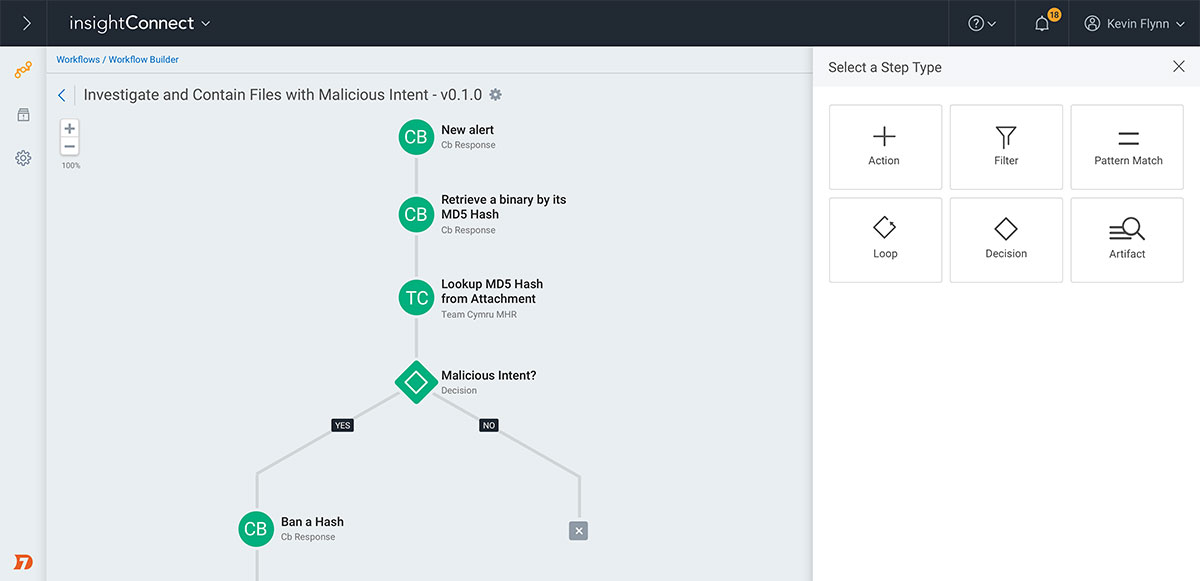 insightConnect
18
Kevin Flynn
Workflows / Workflow Builder
Investigate and Contain Files with Malicious Intent - v0.1.0
+
−
100%
CB
New alert
Cb Response
CB
Retrieve a binary by its
MD5 Hash
Cb Response
TC
Lookup MD5 Hash
from Attachment
Team Cymru MHR
Malicious Intent?
Decision
YES
NO
CB
Ban a Hash
Cb Response
Select a Step Type
Action
Filter
Pattern Match
Loop
Decision
Artifact